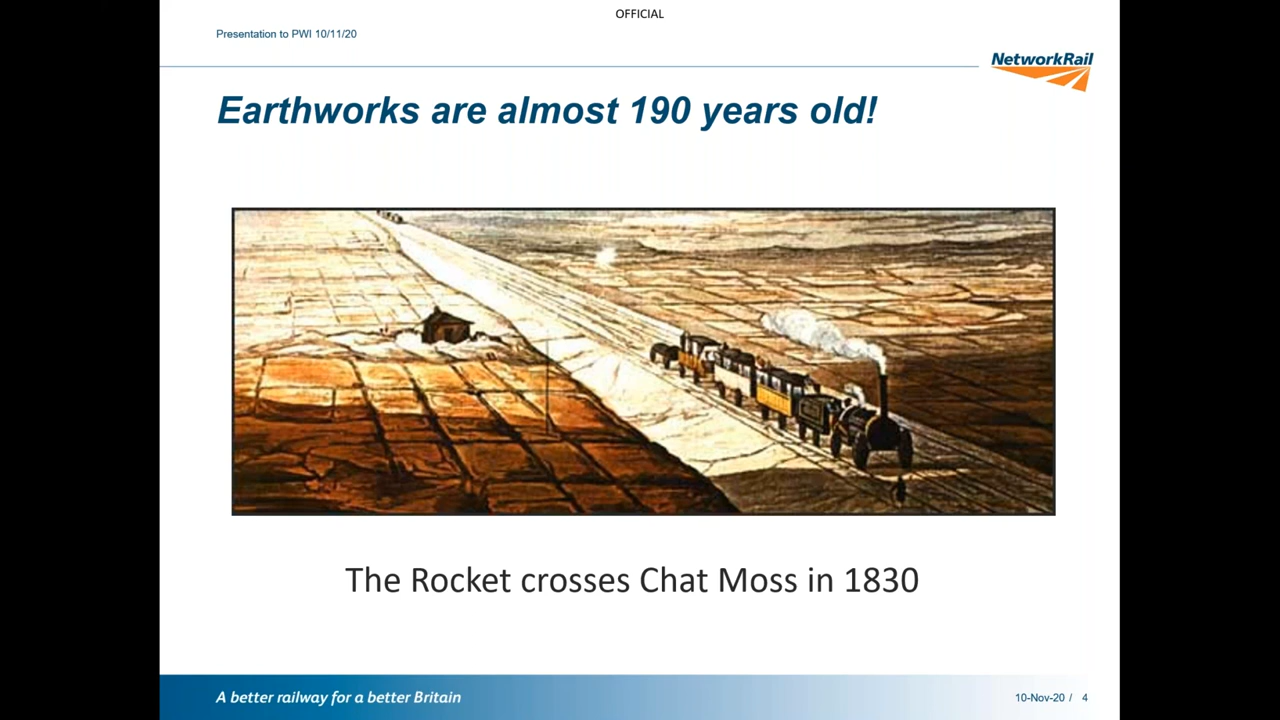 OFFICIAL
Presentation to PWI 10/11/20
NetworkRail
Earthworks are almost 190 years old!
The Rocket crosses Chat Moss in 1830
A better railway for a better Britain
10-Nov-20 / 4